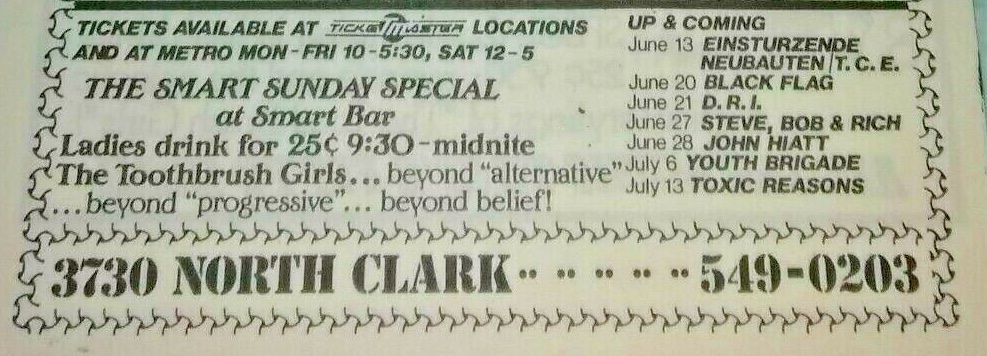 TICKETS AVAILABLE AT TICKETMASTER LOCATIONS
AND AT METRO MON-FRI 10-5:30, SAT 12-5
THE SMART SUNDAY SPECIAL
at Smart Bar
Ladies drink for 25¢ 9:30-midnite
The Toothbrush Girls... beyond "alternative"
...beyond "progressive"... beyond belief!
UP & COMING
June 13 EINSTURZENDE
NEUBAUTEN/T.C.E.
June 20 BLACK FLAG
June 21 D.R.I.
June 27 STEVE, BOB & RICH
June 28 JOHN HIATT
July 6 YOUTH BRIGADE
July 13 TOXIC REASONS
3730 NORTH CLARK·· ·· ·· ·· ··549-0203